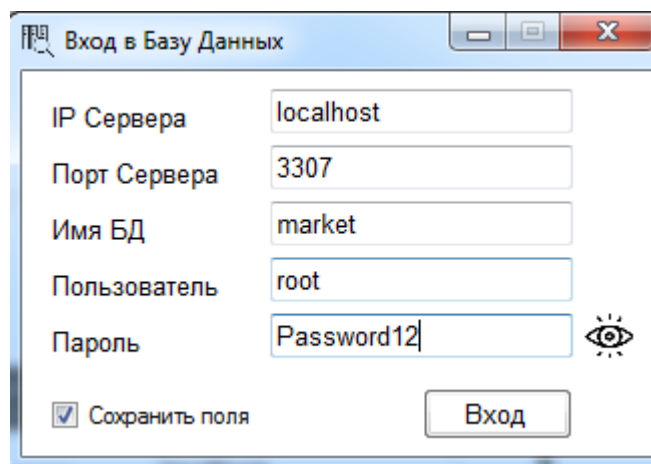 Вход в Базу Данных
IP Сервера localhost
Порт Сервера 3307
Имя БД market
Пользователь root
Пароль Password12
Сохранить поля Вход